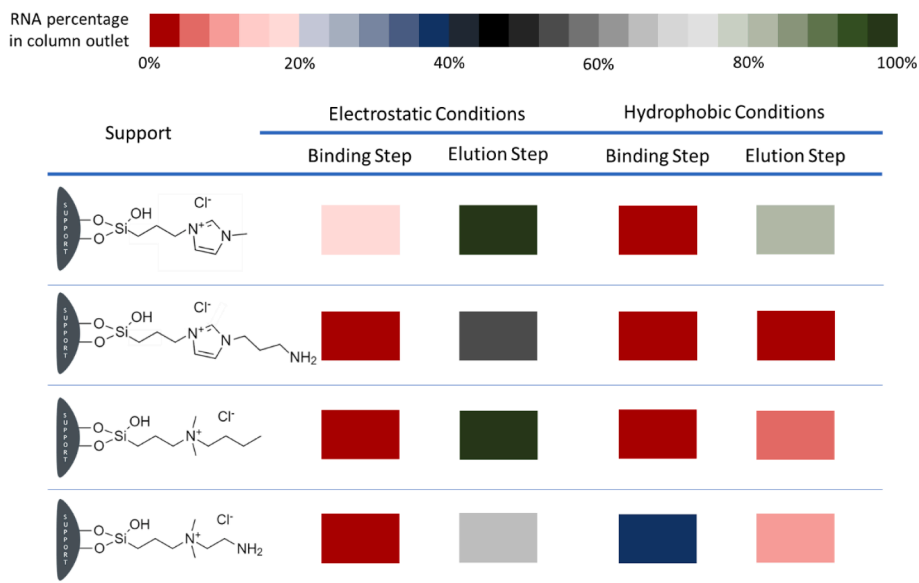 RNA percentage
in column outlet
0% 20% 40% 60% 80% 100%
Support Electrostatic Conditions Hydrophobic Conditions
Binding Step Elution Step Binding Step Elution Step
SUPPORT O O Si OH Cl- N+ N
SUPPORT O O Si OH Cl- N+ N NH2
SUPPORT O O Si OH Cl- N+
SUPPORT O O Si OH Cl- N+ NH2